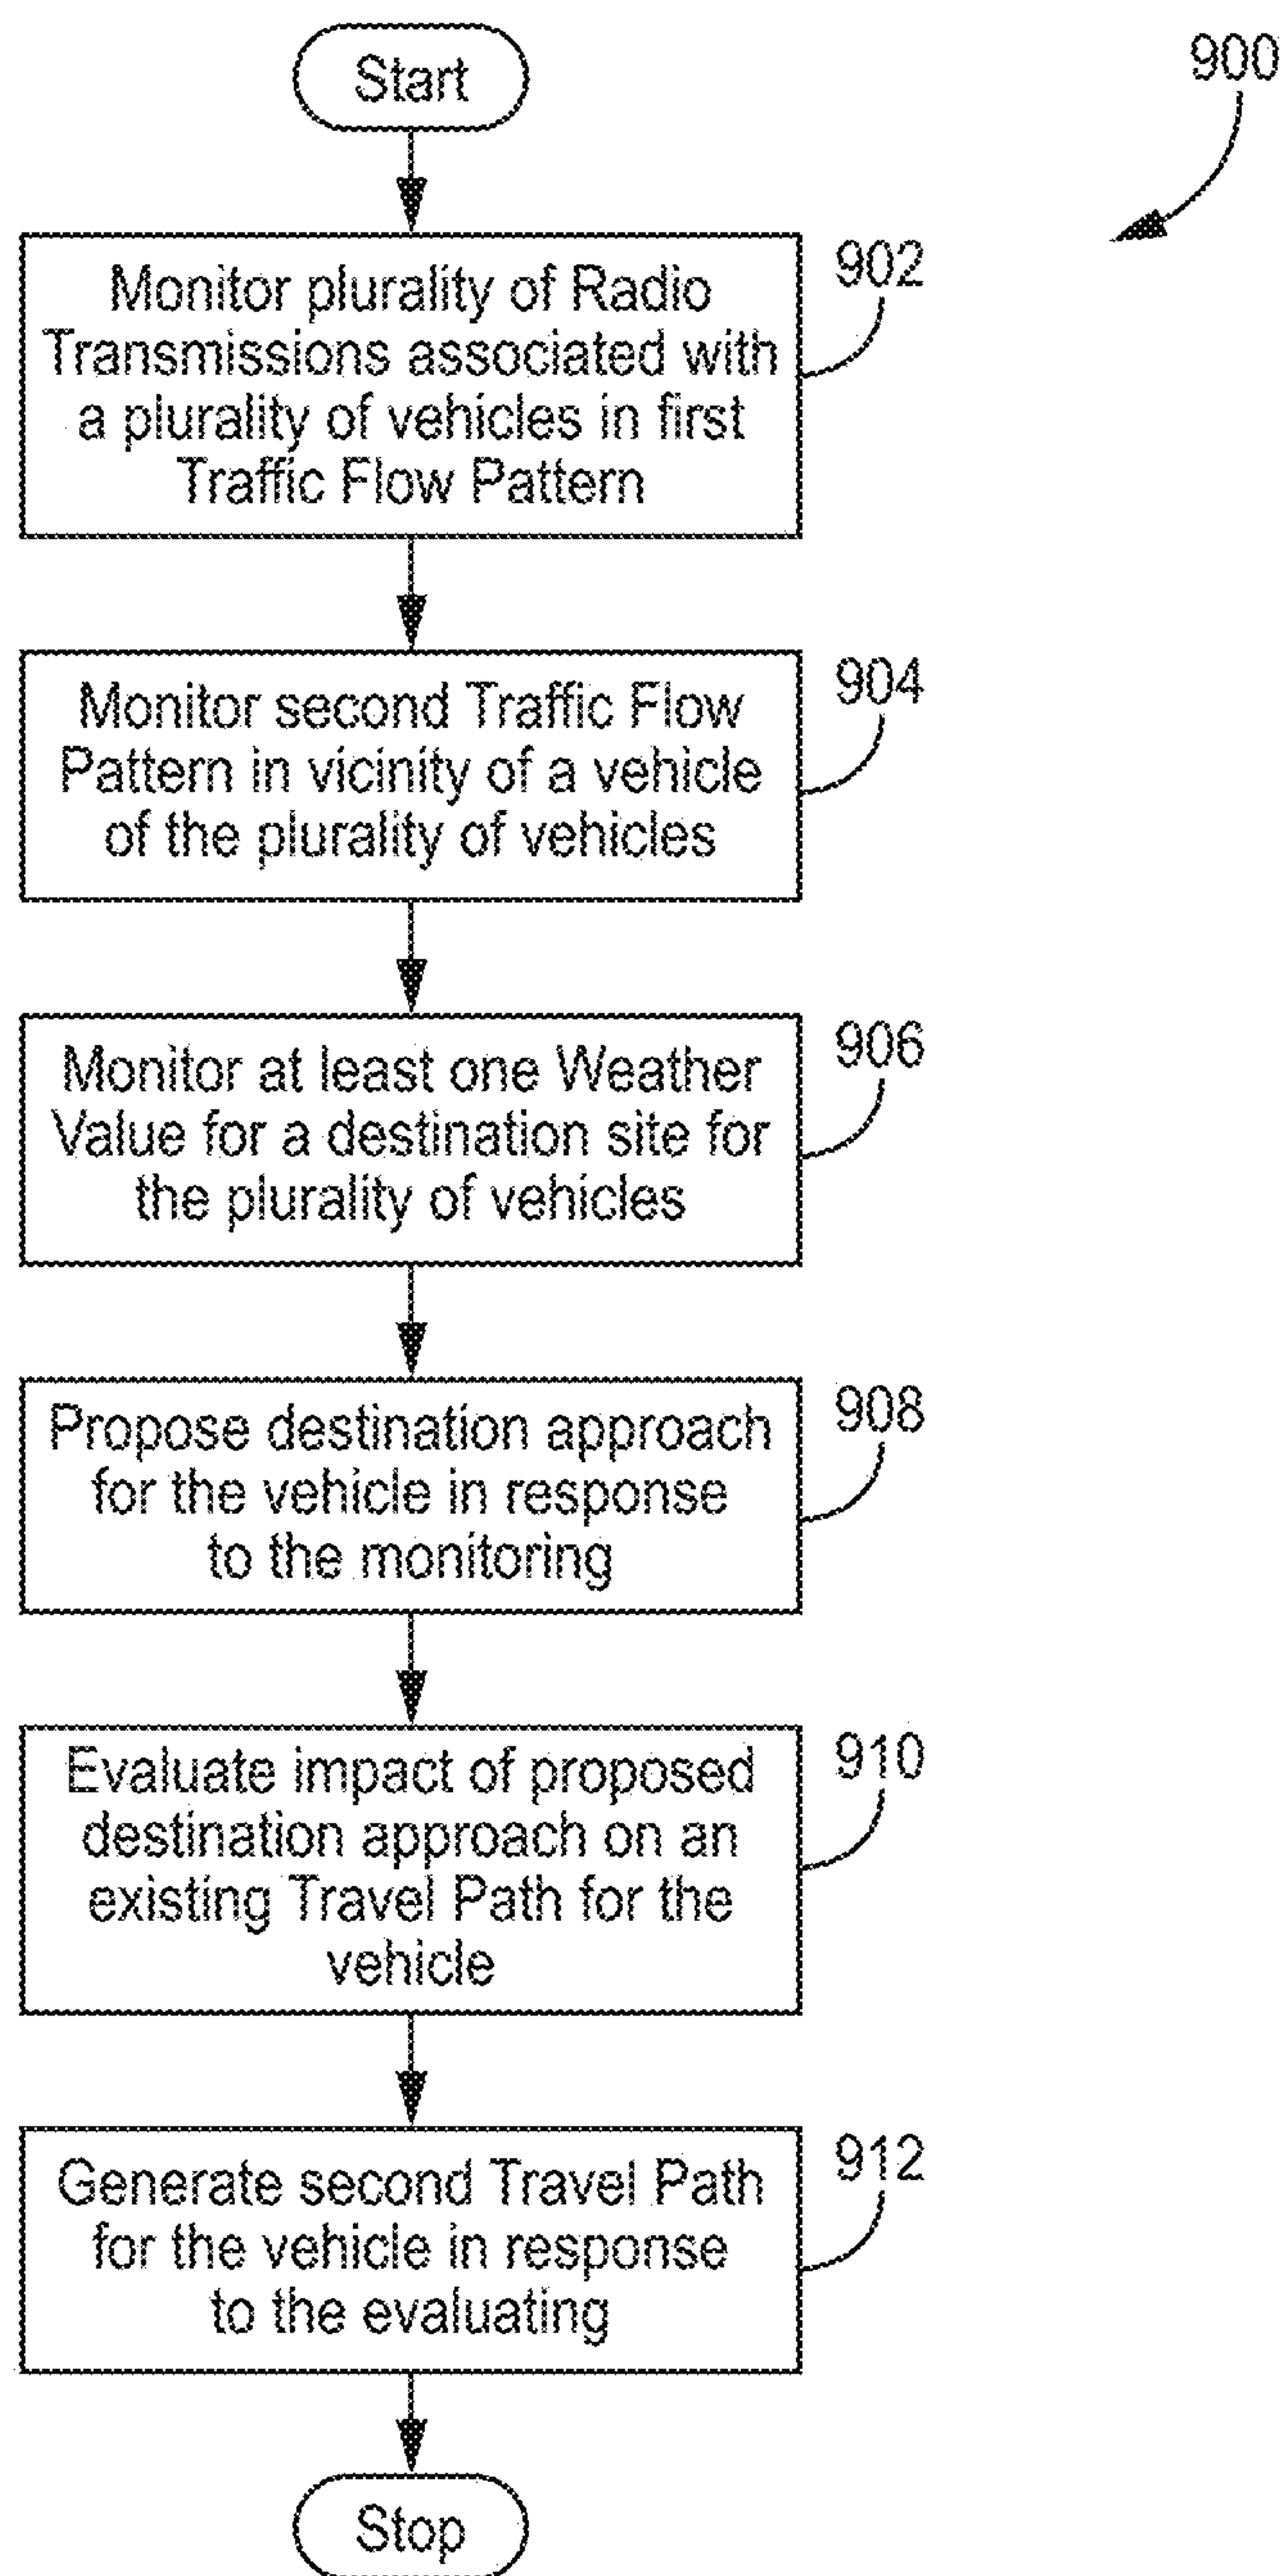 Start
900
Monitor plurality of Radio
Transmissions associated with
a plurality of vehicles in first
Traffic Flow Pattern
902
Monitor second Traffic Flow
Pattern in vicinity of a vehicle
of the plurality of vehicles
904
Monitor at least one Weather
Value for a destination site for
the plurality of vehicles
906
Propose destination approach
for the vehicle in response
to the monitoring
908
Evaluate impact of proposed
destination approach on an
existing Travel Path for the
vehicle
910
Generate second Travel Path
for the vehicle in response
to the evaluating
912
Stop